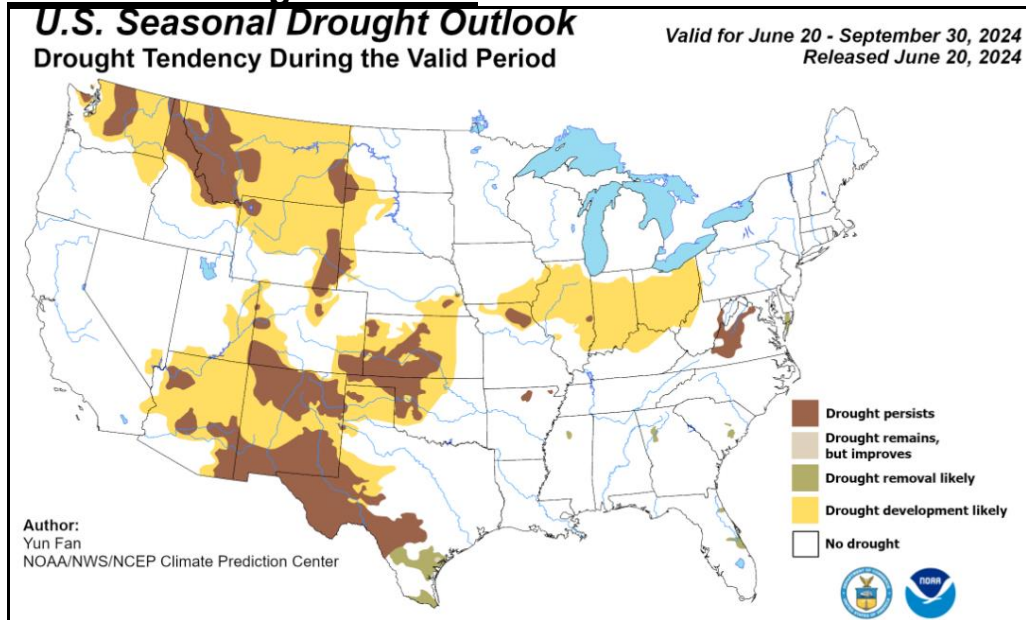 U.S. Seasonal Drought Outlook
Drought Tendency During the Valid Period
Valid for June 20 - September 30, 2024
Released June 20, 2024
Drought persists
Drought remains,
but improves
Drought removal likely
Drought development likely
No drought
Author:
Yun Fan
NOAA/NWS/NCEP Climate Prediction Center
NOAA